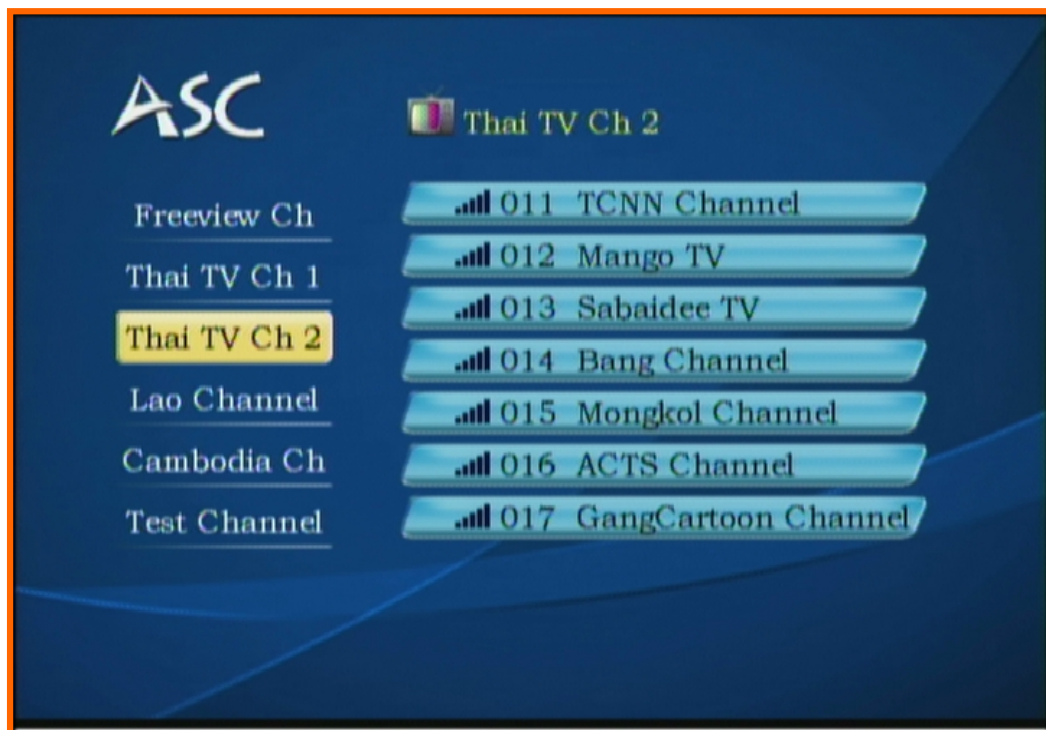 ASC
Thai TV Ch 2
Freeview Ch
Thai TV Ch 1
Thai TV Ch 2
Lao Channel
Cambodia Ch
Test Channel
011 TCNN Channel
012 Mango TV
013 Sabaidee TV
014 Bang Channel
015 Mongkol Channel
016 ACTS Channel
017 GangCartoon Channel